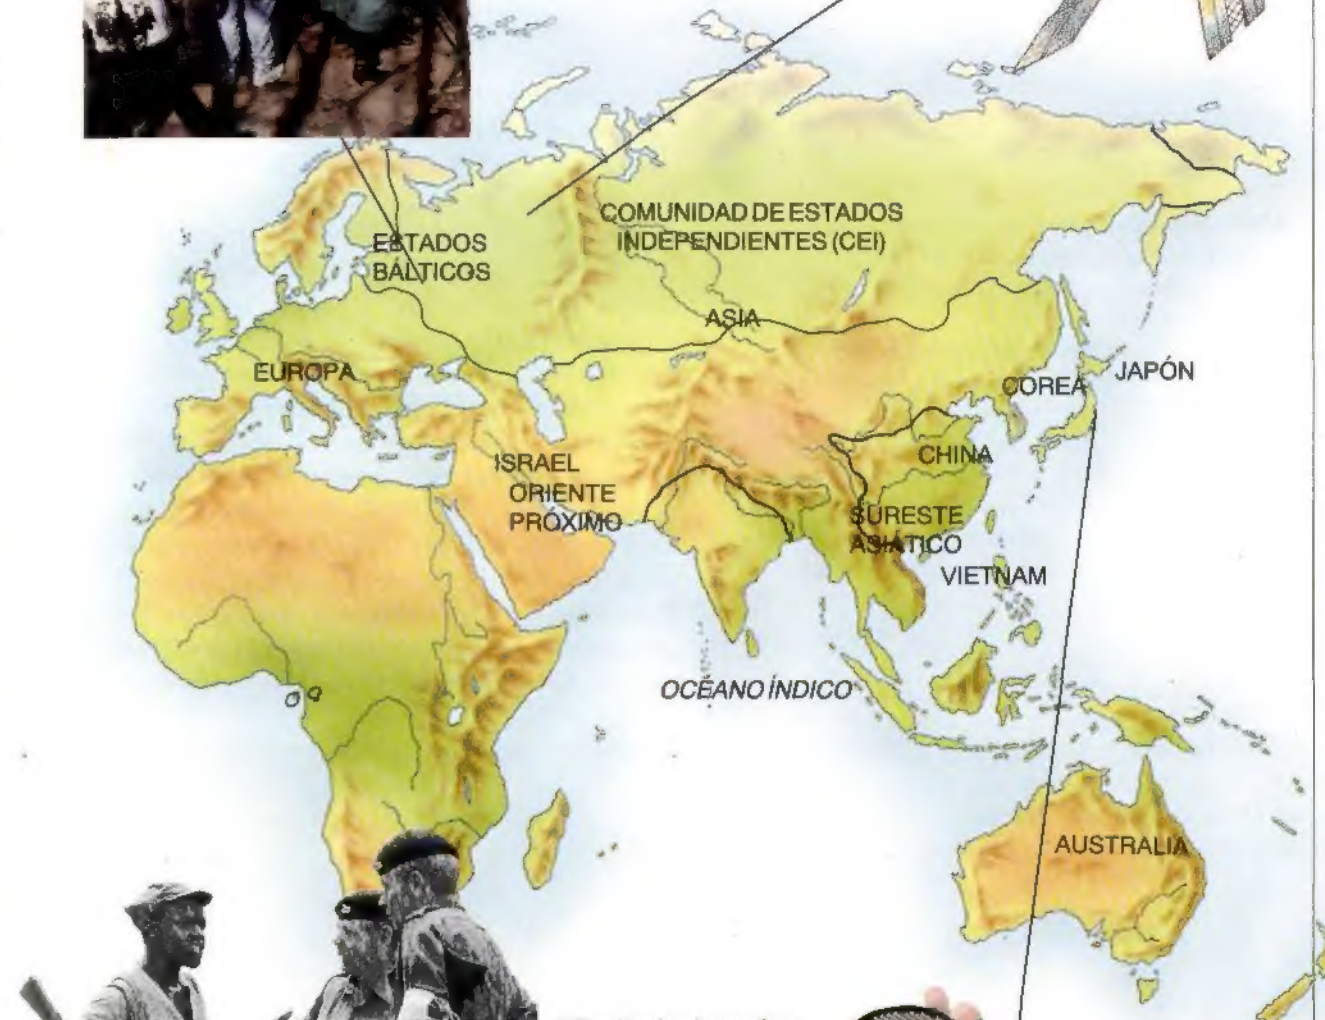 COMUNIDAD DE ESTADOS
INDEPENDIENTES (CEI)
ESTADOS
BÁLTICOS
ASIA
EUROPA
JAPÓN
COREA
CHINA
ISRAEL
ORIENTE
PRÓXIMO
SURESTE
ASIÁTICO
VIETNAM
OCÉANO ÍNDICO
AUSTRALIA